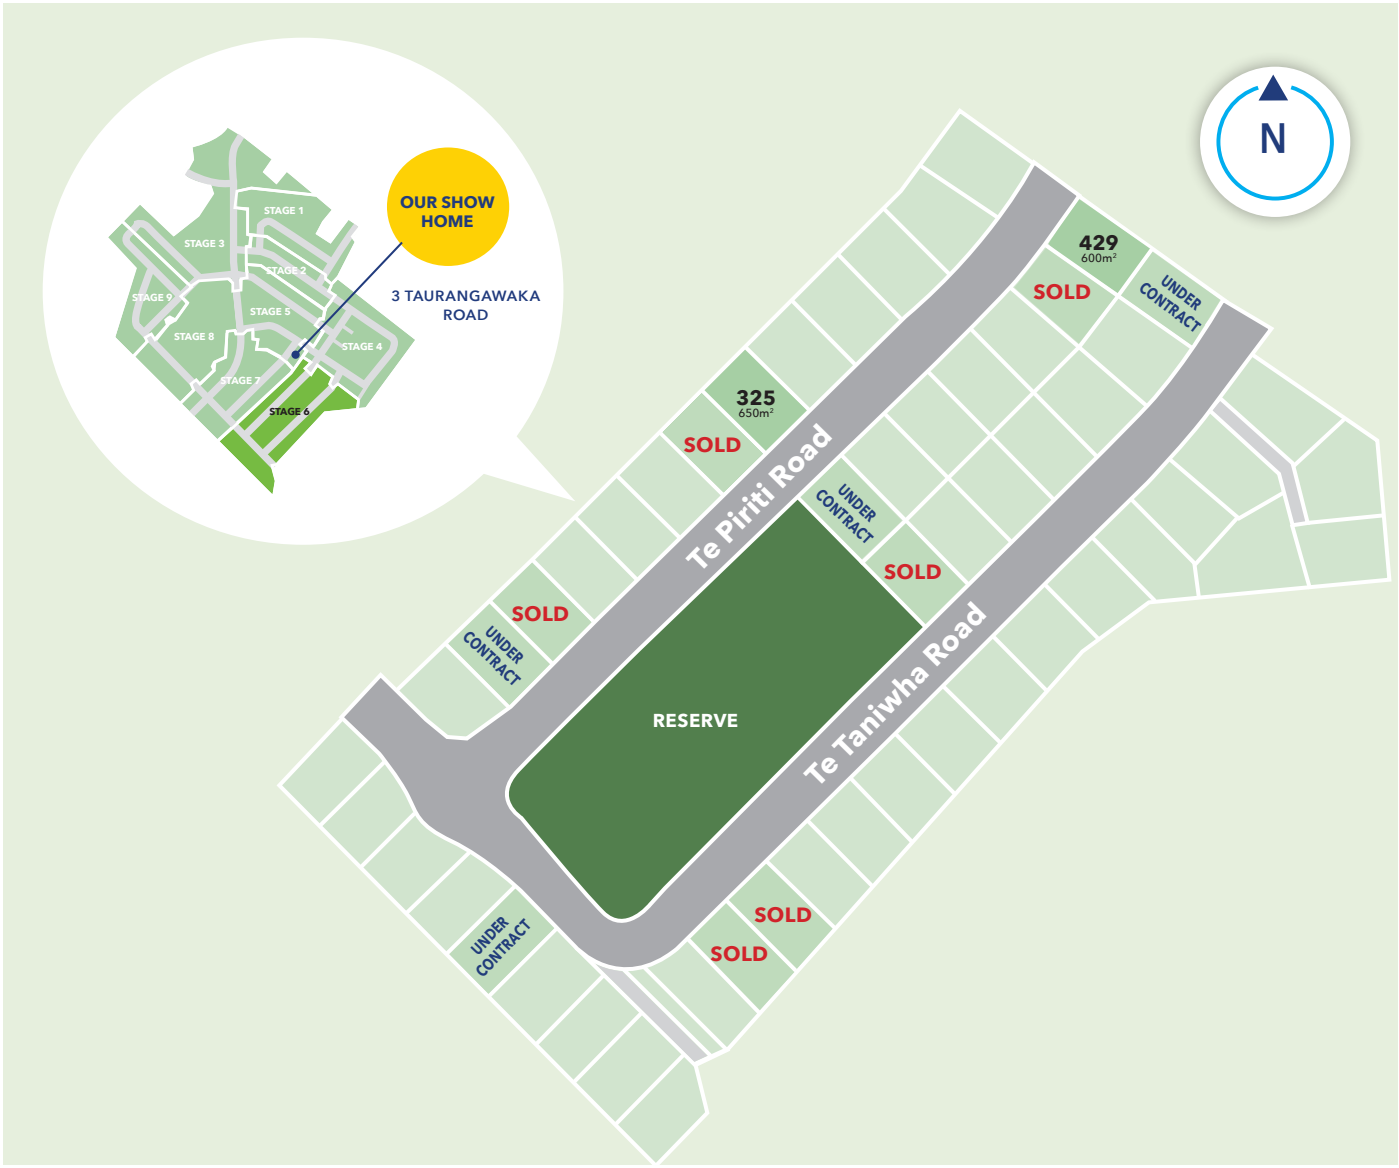 N
OUR SHOW
HOME
3 TAURANGAWAKA
ROAD
STAGE 1
STAGE 3
STAGE 2
STAGE 9
STAGE 5
STAGE 8
STAGE 4
STAGE 7
STAGE 6
429
600m²
SOLD
UNDER
CONTRACT
325
650m²
SOLD
Te Piriti Road
UNDER
CONTRACT
SOLD
SOLD
UNDER
CONTRACT
RESERVE
Te Taniwha Road
SOLD
SOLD
UNDER
CONTRACT